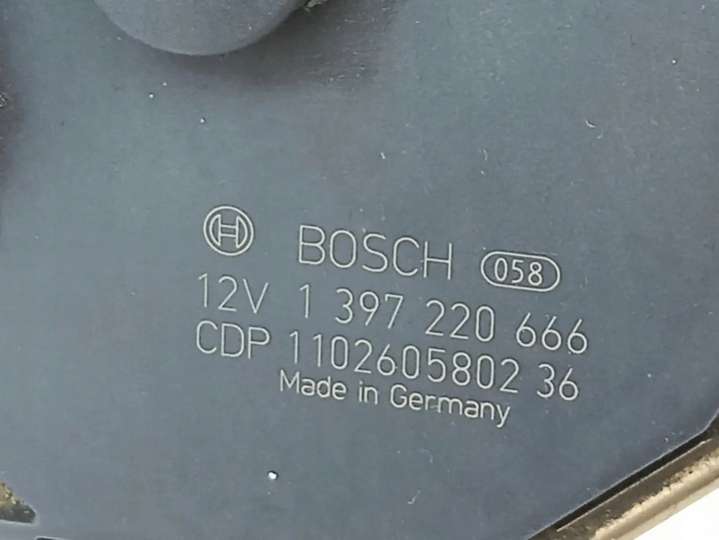 BOSCH 058
12V 1 397 220 666
CDP 1102605802 36
Made in Germany